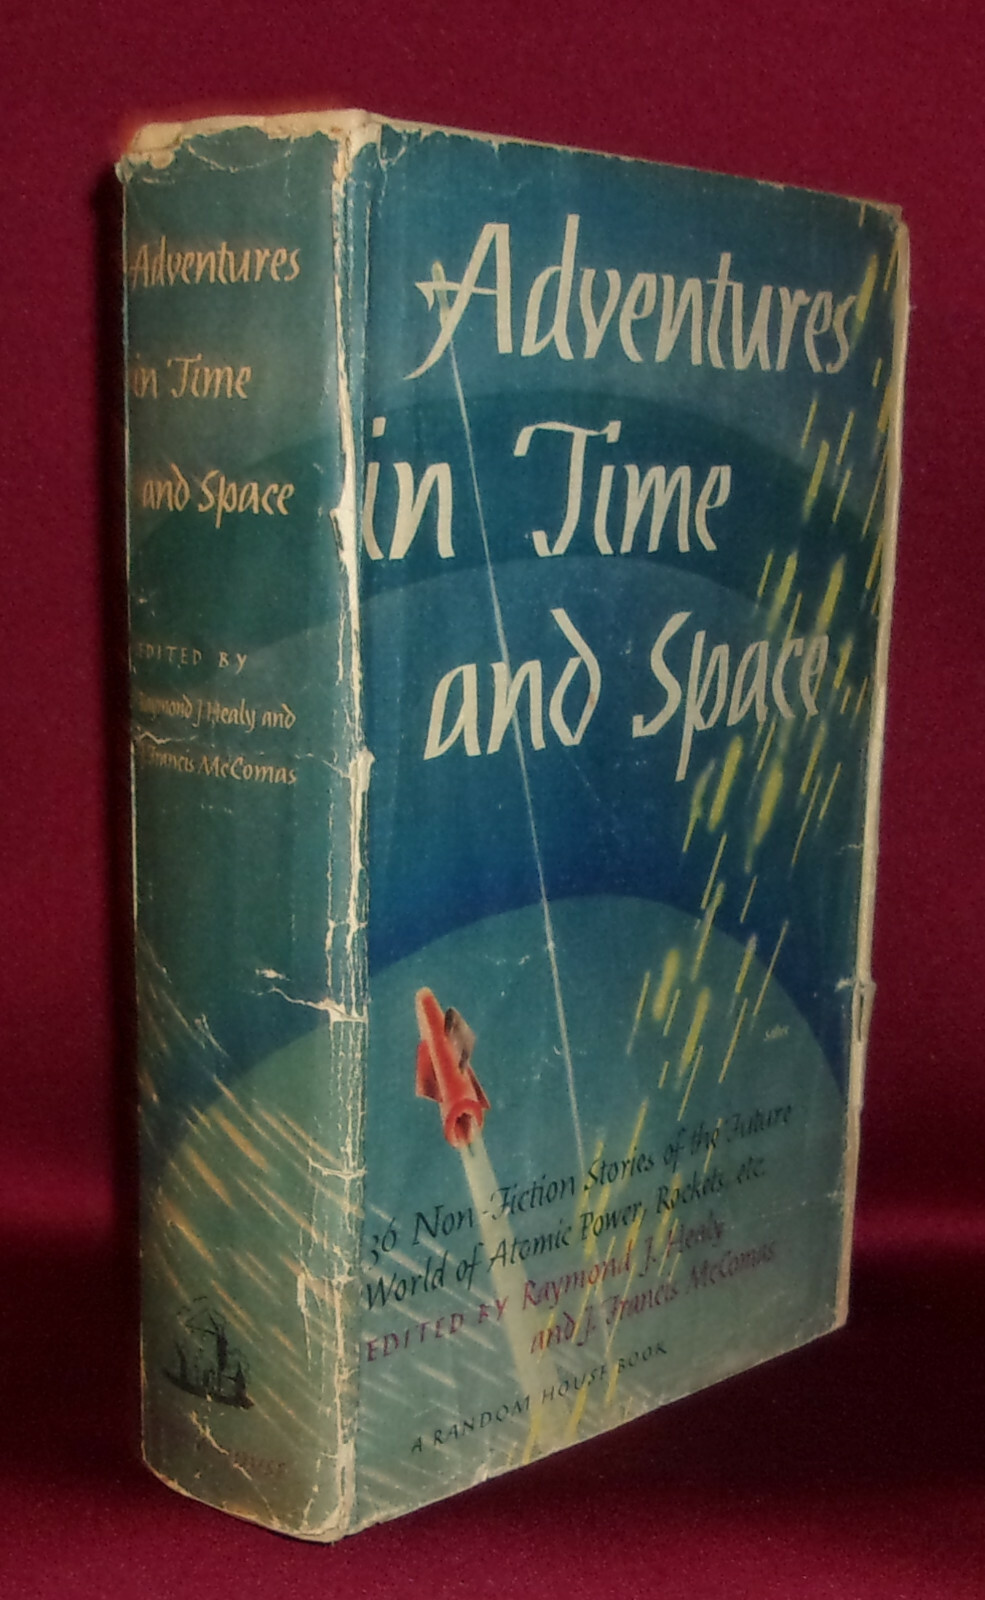 Adventures
in Time
and Space
EDITED BY
Raymond J Healy and
J. Francis McComas
HOUSE
Adventures
in Time
and Space
36 Non-Fiction Stories of the Future
World of Atomic Power, Rockets, etc.
EDITED BY Raymond J. Healy
and J. Francis McComas
A RANDOM HOUSE BOOK